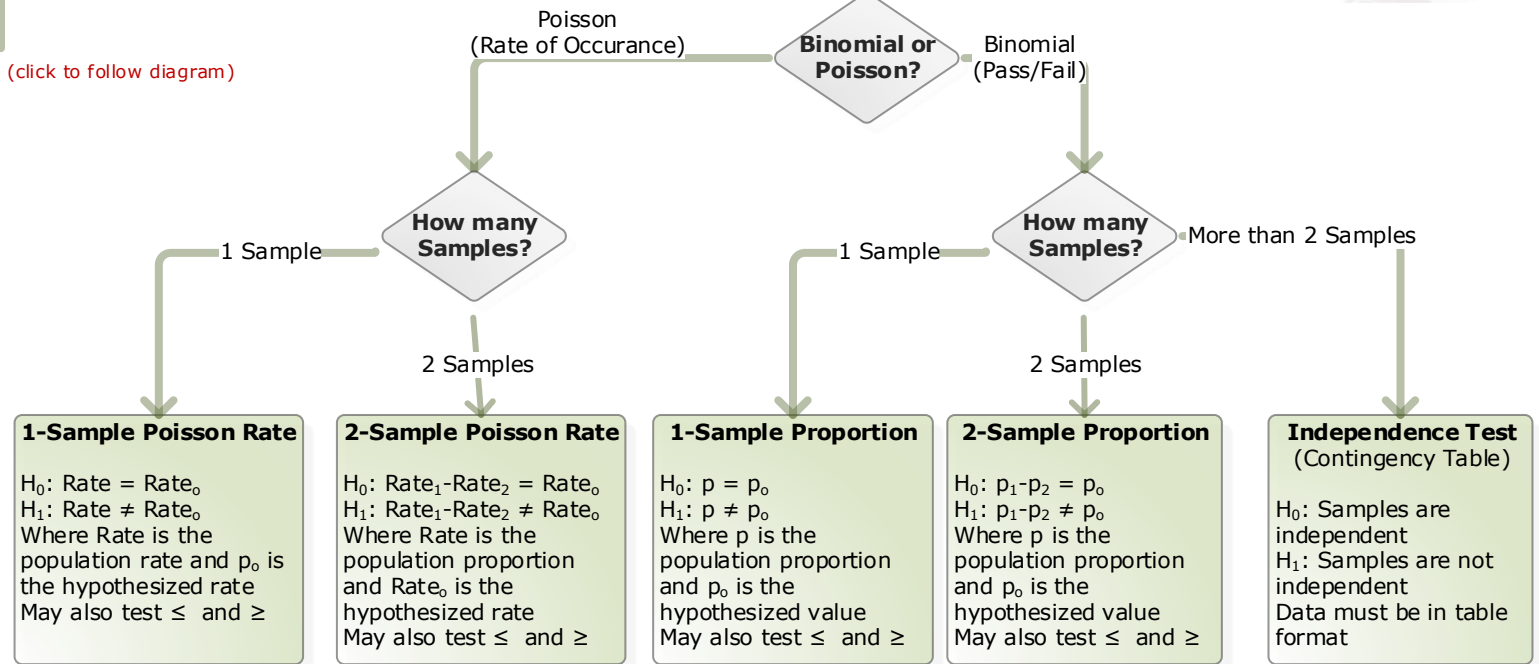 Poisson
(Rate of Occurance)
Binomial or
Poisson?
Binomial
(Pass/Fail)
(click to follow diagram)
How many
Samples?
How many
Samples?
1 Sample
1 Sample
More than 2 Samples
2 Samples
2 Samples
1-Sample Poisson Rate
H₀: Rate = Rateₒ
H₁: Rate ≠ Rateₒ
Where Rate is the
population rate and pₒ is
the hypothesized rate
May also test ≤ and ≥
2-Sample Poisson Rate
H₀: Rate₁-Rate₂ = Rateₒ
H₁: Rate₁-Rate₂ ≠ Rateₒ
Where Rate is the
population proportion
and Rateₒ is the
hypothesized rate
May also test ≤ and ≥
1-Sample Proportion
H₀: p = pₒ
H₁: p ≠ pₒ
Where p is the
population proportion
and pₒ is the
hypothesized value
May also test ≤ and ≥
2-Sample Proportion
H₀: p₁-p₂ = pₒ
H₁: p₁-p₂ ≠ pₒ
Where p is the
population proportion
and pₒ is the
hypothesized value
May also test ≤ and ≥
Independence Test
(Contingency Table)
H₀: Samples are
independent
H₁: Samples are not
independent
Data must be in table
format